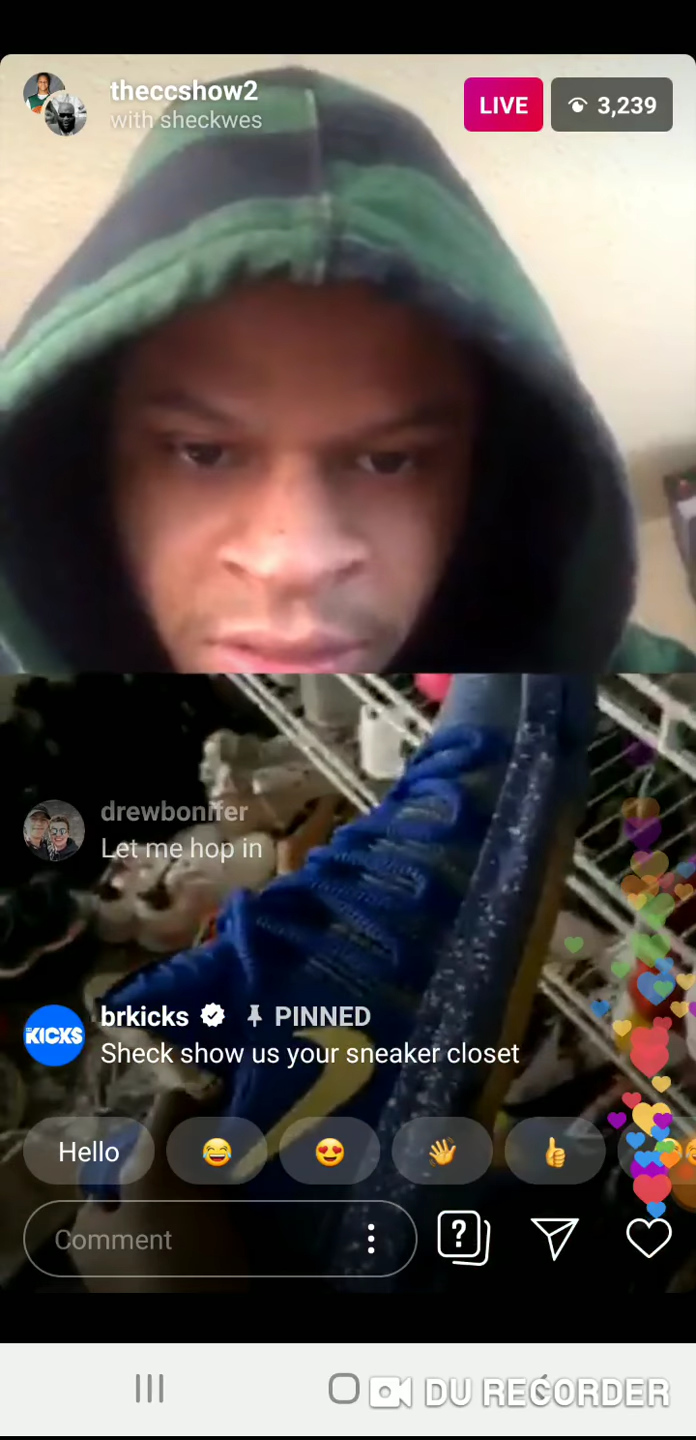 theccshow2
with sheckwes
LIVE
3,239
drewbonifer
Let me hop in
KICKS
brkicks PINNED
Sheck show us your sneaker closet
Hello
Comment
?
DU RECORDER